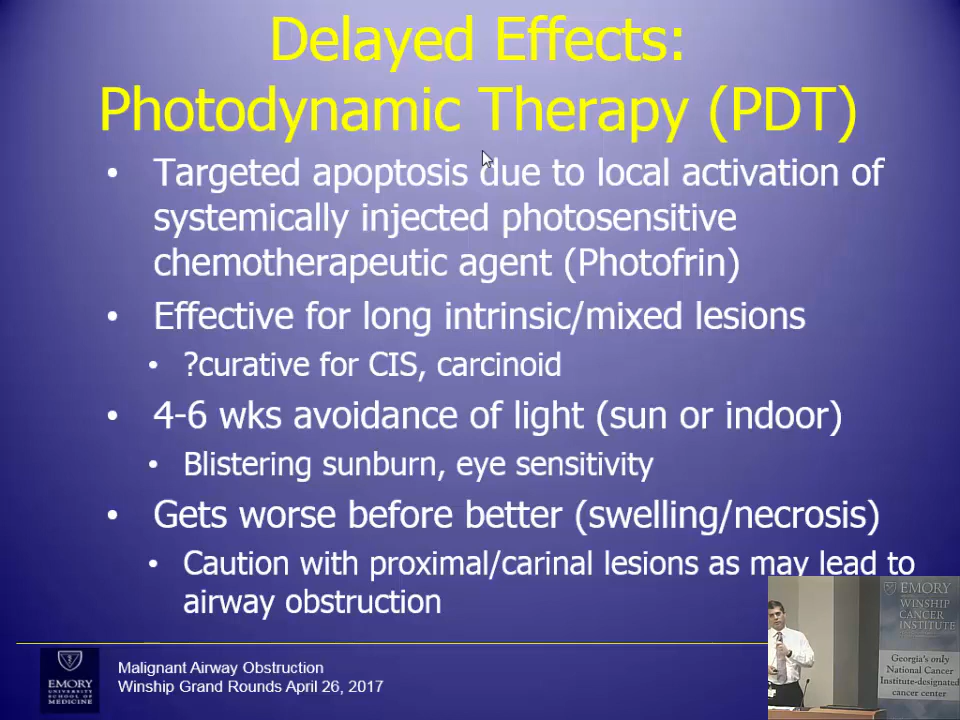 Delayed Effects:
Photodynamic Therapy (PDT)
• Targeted apoptosis due to local activation of
systemically injected photosensitive
chemotherapeutic agent (Photofrin)
• Effective for long intrinsic/mixed lesions
• ?curative for CIS, carcinoid
• 4-6 wks avoidance of light (sun or indoor)
• Blistering sunburn, eye sensitivity
• Gets worse before better (swelling/necrosis)
• Caution with proximal/carinal lesions as may lead to
airway obstruction
EMORY
UNIVERSITY
SCHOOL OF
MEDICINE
Malignant Airway Obstruction
Winship Grand Rounds April 26, 2017
EMORY
WINSHIP
CANCER
INSTITUTE
Georgia's only
National Cancer
Institute-designated
cancer center